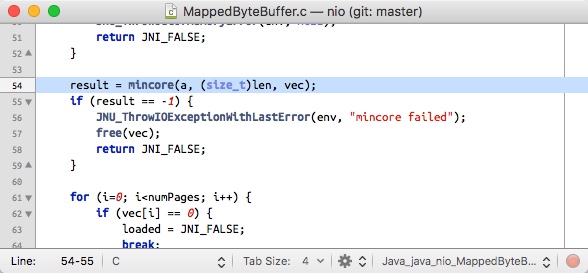 MappedByteBuffer.c — nio (git: master)
51 return JNI_FALSE;
52 }
53
54 result = mincore(a, (size_t)len, vec);
55 if (result == -1) {
56 JNU_ThrowIOExceptionWithLastError(env, "mincore failed");
57 free(vec);
58 return JNI_FALSE;
59 }
60
61 for (i=0; i<numPages; i++) {
62 if (vec[i] == 0) {
63 loaded = JNI_FALSE;
64 break;
Line: 54-55 C Tab Size: 4 Java_java_nio_MappedByteB...